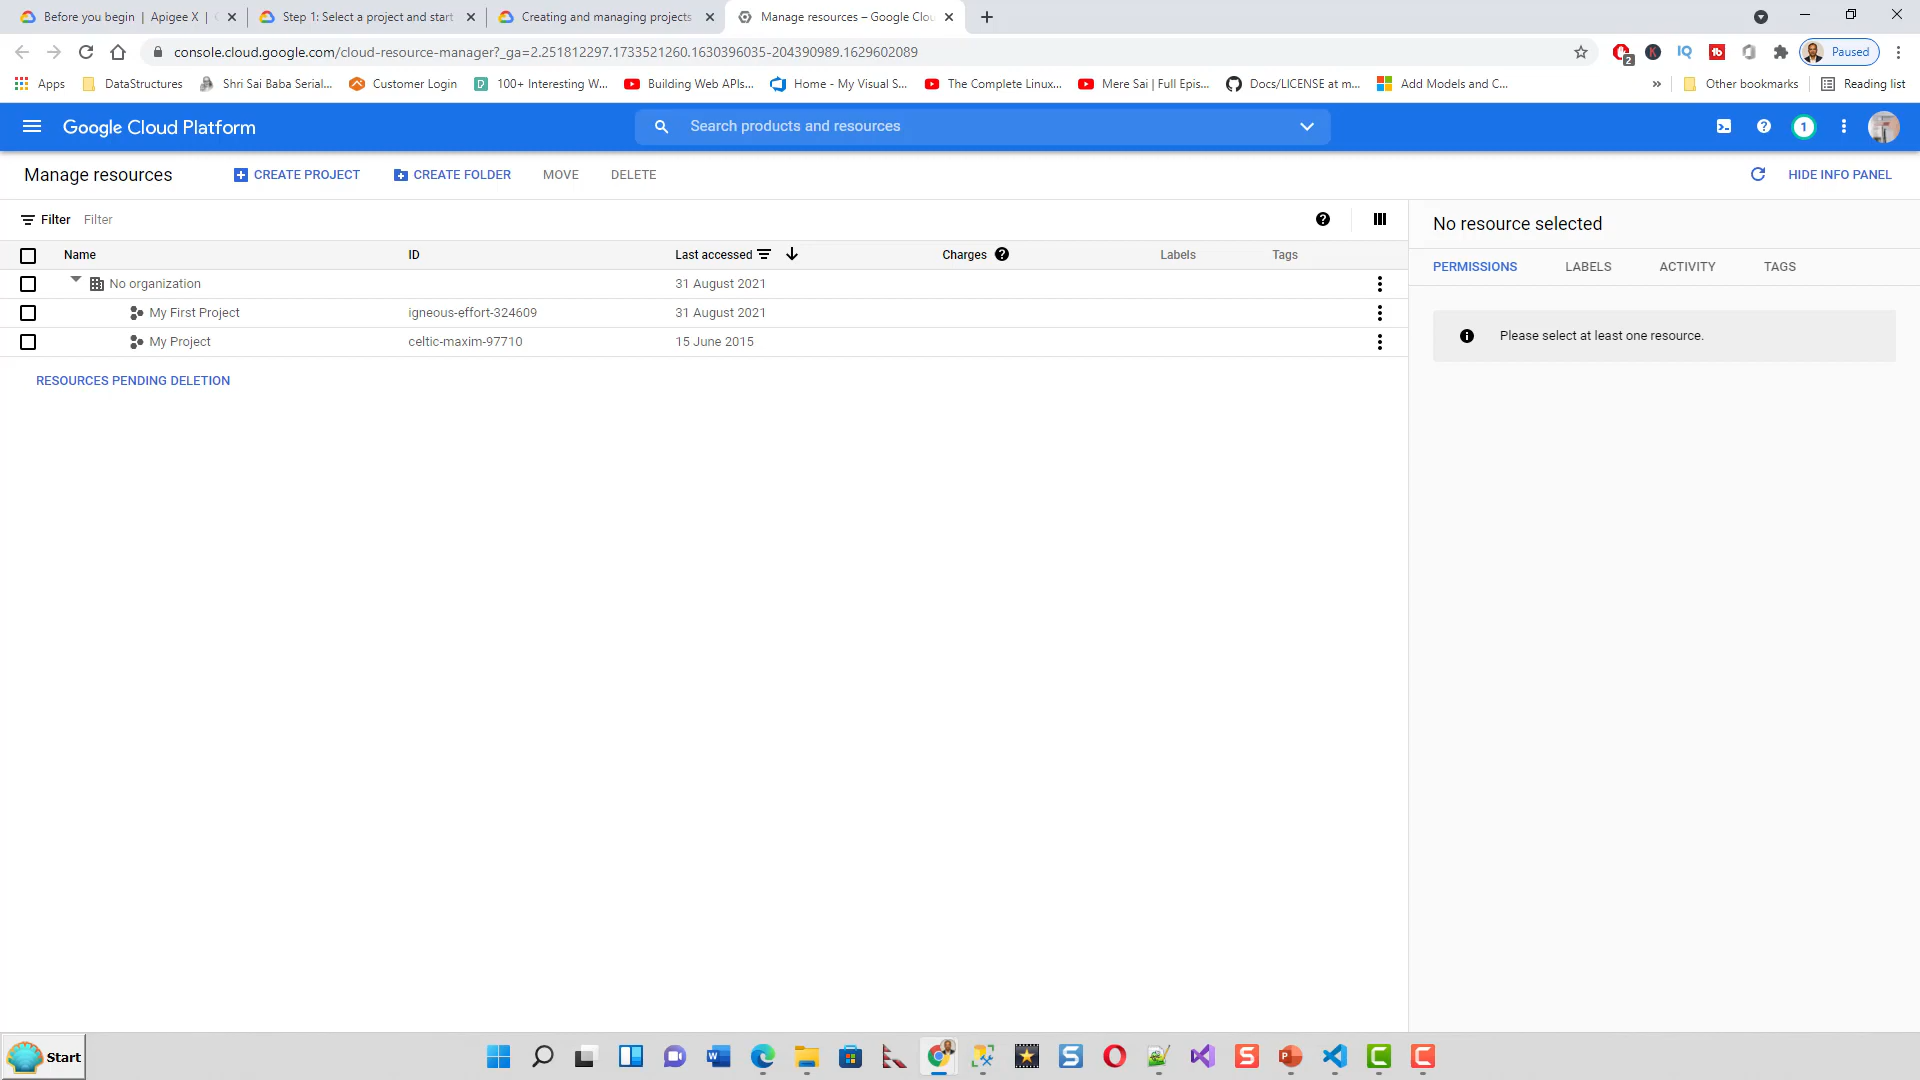 Before you begin | Apigee X |
Step 1: Select a project and start
Creating and managing projects
Manage resources – Google Clou
console.cloud.google.com/cloud-resource-manager?_ga=2.251812297.1733521260.1630396035-204390989.1629602089
2
Paused
Apps
DataStructures
Shri Sai Baba Serial...
Customer Login
100+ Interesting W...
Building Web APIs...
Home - My Visual S...
The Complete Linux...
Mere Sai | Full Epis...
Docs/LICENSE at m...
Add Models and C...
»
Other bookmarks
Reading list
Google Cloud Platform
Search products and resources
1
Manage resources
CREATE PROJECT
CREATE FOLDER
MOVE
DELETE
HIDE INFO PANEL
Filter Filter
Name ID Last accessed Charges Labels Tags
No organization 31 August 2021
My First Project igneous-effort-324609 31 August 2021
My Project celtic-maxim-97710 15 June 2015
RESOURCES PENDING DELETION
No resource selected
PERMISSIONS LABELS ACTIVITY TAGS
Please select at least one resource.
Start